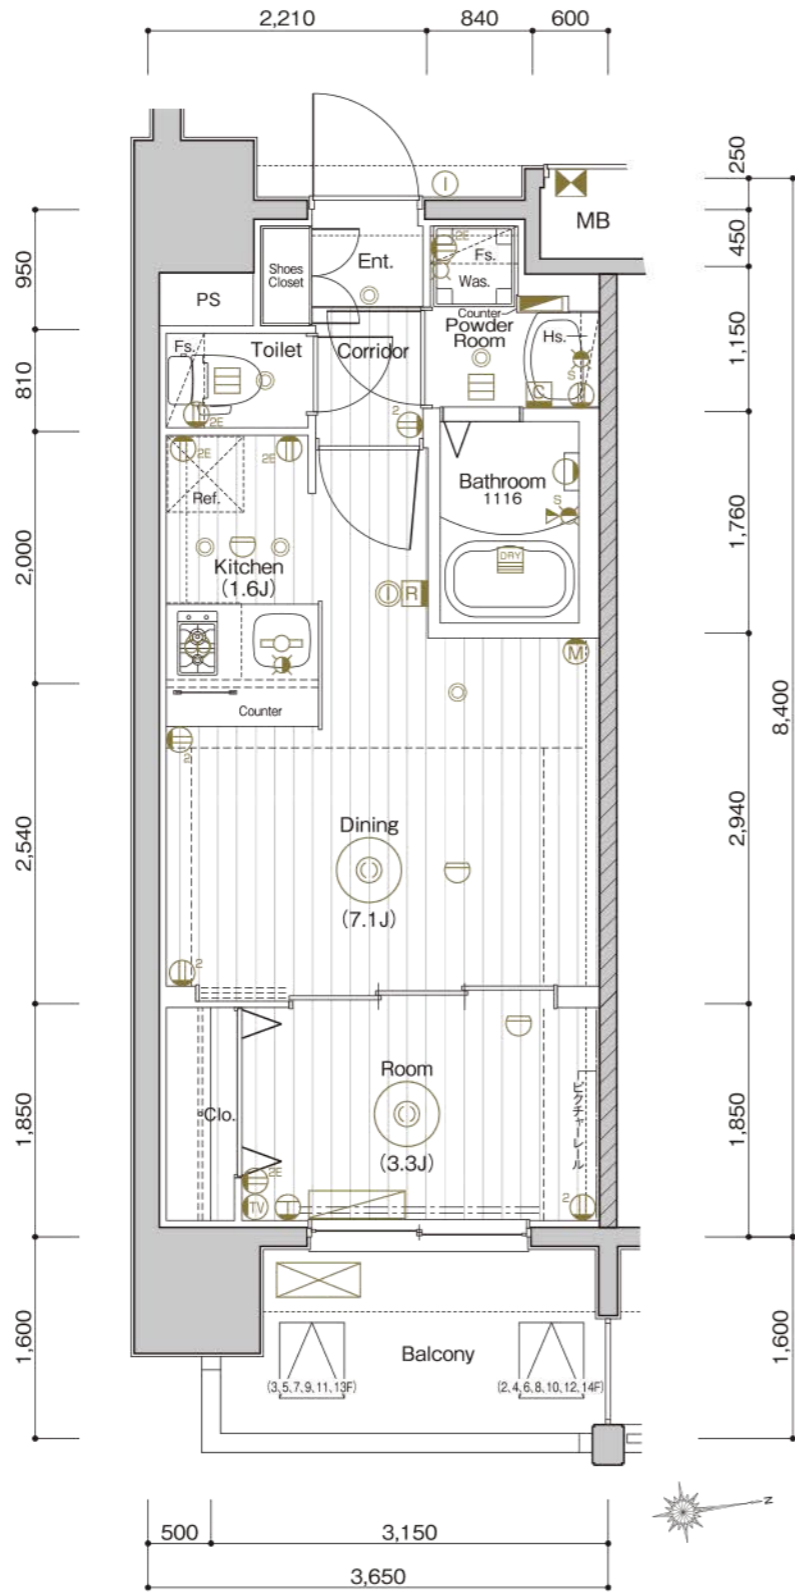 2,210
840
600
250
MB
450
950
Shoes
Closet
Ent.
2E
Fs.
Was.
PS
Counter
Powder
Room
Hs.
1,150
Fs.
Toilet
Corridor
810
S
C
2E
2
2E
2E
Ref.
Bathroom
1116
S
1,760
DRY
2,000
Kitchen
(1.6J)
I
R
M
8,400
Counter
2
2,540
Dining
(7.1J)
2,940
2
Room
(3.3J)
Clo.
ピクチャーレール
1,850
1,850
2E
TV
T
2
1,600
Balcony
1,600
(3, 5, 7, 9, 11, 13F)
(2, 4, 6, 8, 10, 12, 14F)
I
N
500
3,150
3,650